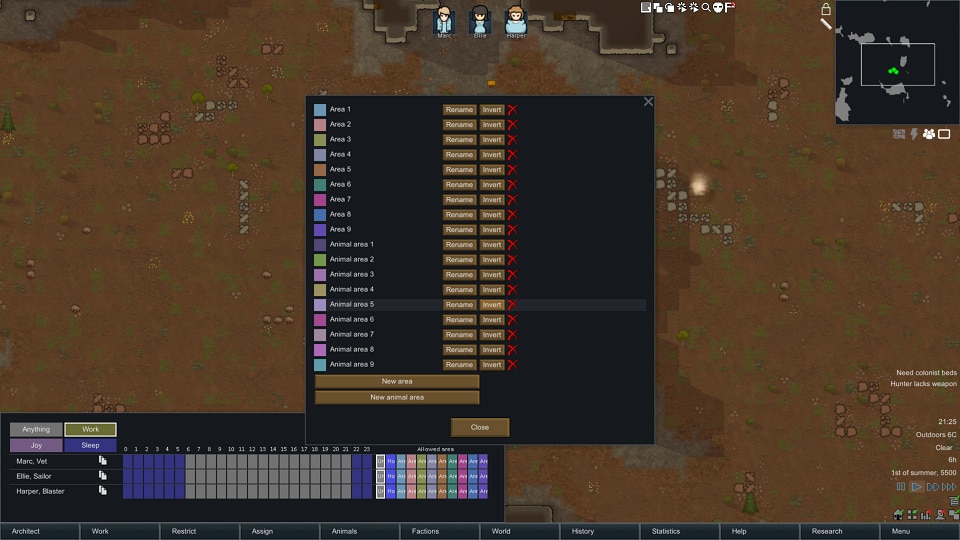 Marc Ellie Harper
Area 1 Rename Invert
Area 2 Rename Invert
Area 3 Rename Invert
Area 4 Rename Invert
Area 5 Rename Invert
Area 6 Rename Invert
Area 7 Rename Invert
Area 8 Rename Invert
Area 9 Rename Invert
Animal area 1 Rename Invert
Animal area 2 Rename Invert
Animal area 3 Rename Invert
Animal area 4 Rename Invert
Animal area 5 Rename Invert
Animal area 6 Rename Invert
Animal area 7 Rename Invert
Animal area 8 Rename Invert
Animal area 9 Rename Invert
New area
New animal area
Close
Need colonist beds
Hunter lacks weapon
21:25
Outdoors 6C
Clear
6h
1st of summer, 5500
Anything Work
Joy Sleep
0 1 2 3 4 5 6 7 8 9 10 11 12 13 14 15 16 17 18 19 20 21 22 23 Allowed area
Marc, Vet
Ellie, Sailor
Harper, Blaster
Architect Work Restrict Assign Animals Factions World History Statistics Help Research Menu